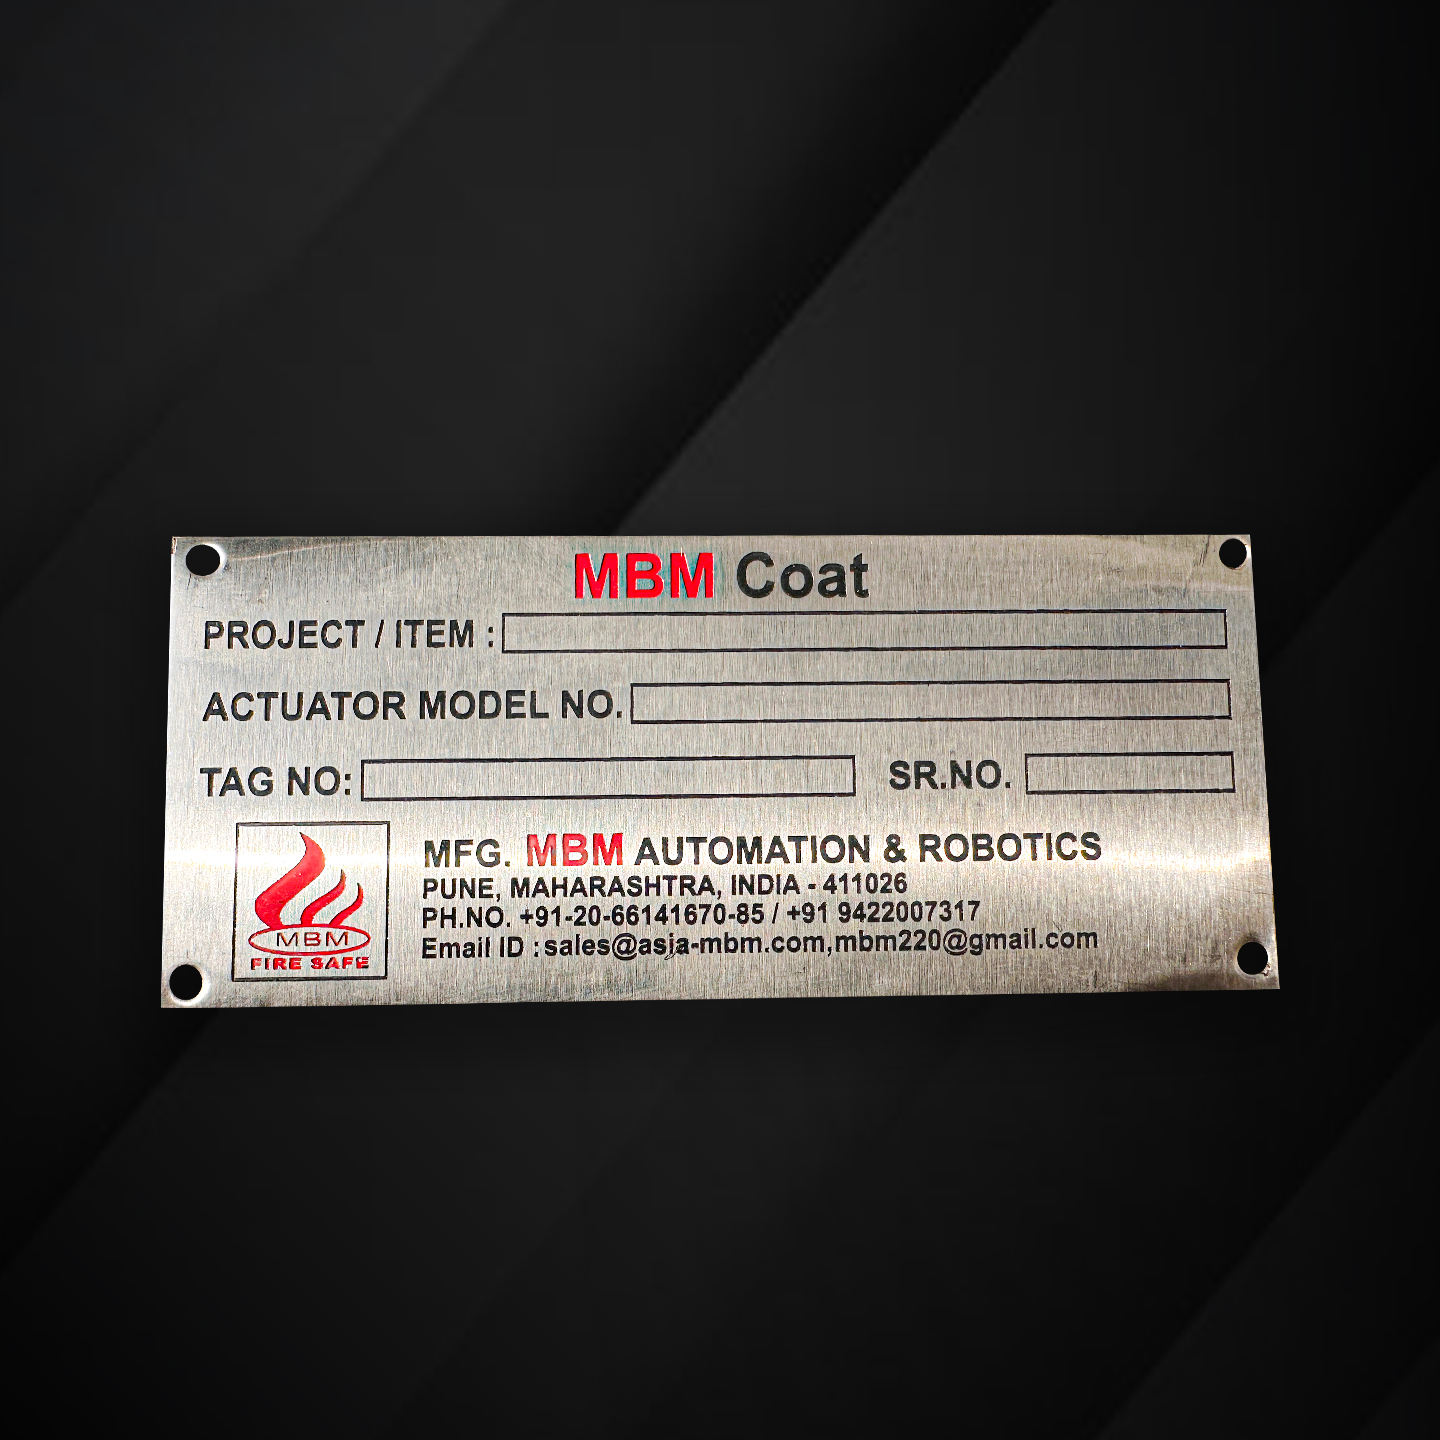 MBM Coat
PROJECT / ITEM :
ACTUATOR MODEL NO.
TAG NO: SR.NO.
MBM
FIRE SAFE
MFG. MBM AUTOMATION & ROBOTICS
PUNE, MAHARASHTRA, INDIA - 411026
PH.NO. +91-20-66141670-85 / +91 9422007317
Email ID : sales@asja-mbm.com,mbm220@gmail.com